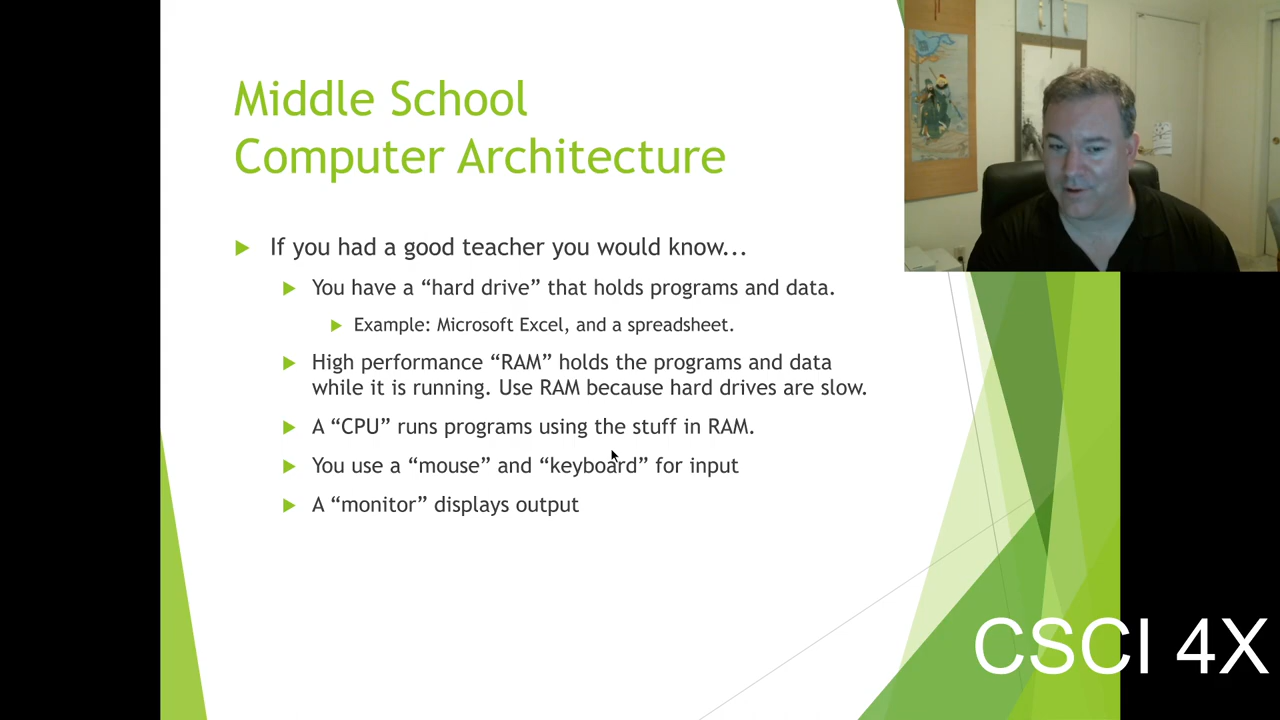 Middle School
Computer Architecture
If you had a good teacher you would know...
You have a “hard drive” that holds programs and data.
Example: Microsoft Excel, and a spreadsheet.
High performance “RAM” holds the programs and data
while it is running. Use RAM because hard drives are slow.
A “CPU” runs programs using the stuff in RAM.
You use a “mouse” and “keyboard” for input
A “monitor” displays output
CSCI 4X